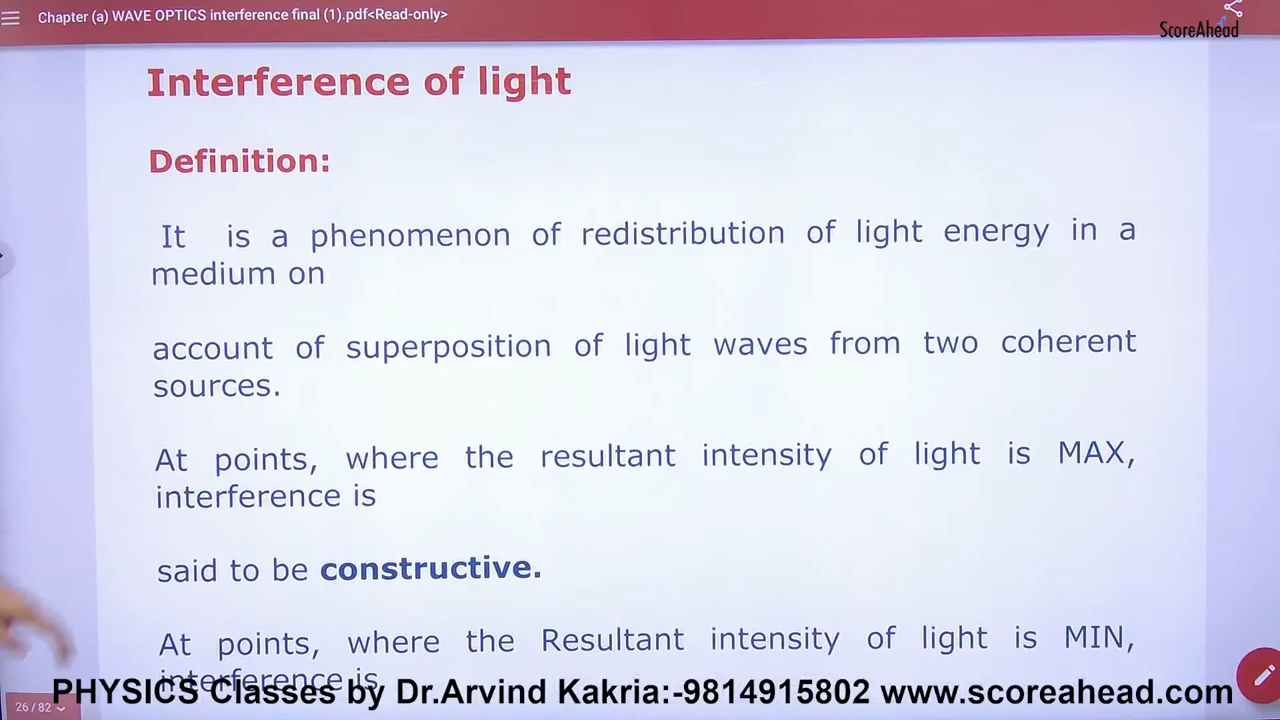 Chapter (a) WAVE OPTICS interference final (1).pdf<Read-only>
ScoreAhead
Interference of light
Definition:
It is a phenomenon of redistribution of light energy in a
medium on
account of superposition of light waves from two coherent
sources.
At points, where the resultant intensity of light is MAX,
interference is
said to be constructive.
At points, where the Resultant intensity of light is MIN,
interference is
PHYSICS Classes by Dr.Arvind Kakria:-9814915802 www.scoreahead.com
26 / 82